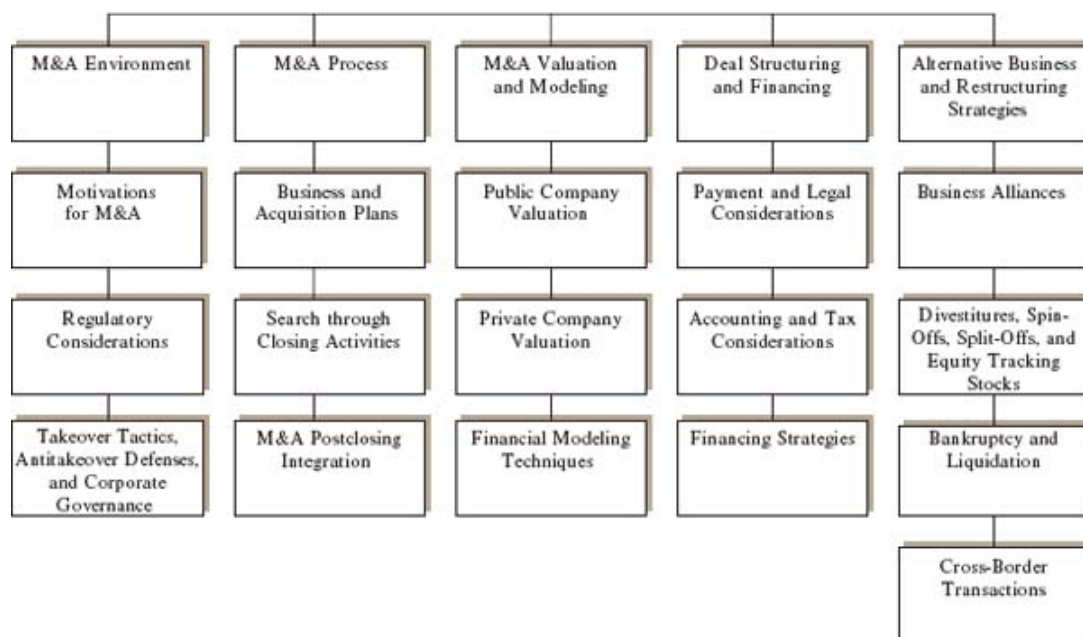 M&A Environment
M&A Process
M&A Valuation
and Modeling
Deal Structuring
and Financing
Alternative Business
and Restructuring
Strategies
Motivations
for M&A
Business and
Acquisition Plans
Public Company
Valuation
Payment and Legal
Considerations
Business Alliances
Regulatory
Considerations
Search through
Closing Activities
Private Company
Valuation
Accounting and Tax
Considerations
Divestitures, Spin-
Offs, Split-Offs, and
Equity Tracking
Stocks
Takeover Tactics,
Antitakeover Defenses,
and Corporate
Governance
M&A Postclosing
Integration
Financial Modeling
Techniques
Financing Strategies
Bankruptcy and
Liquidation
Cross-Border
Transactions